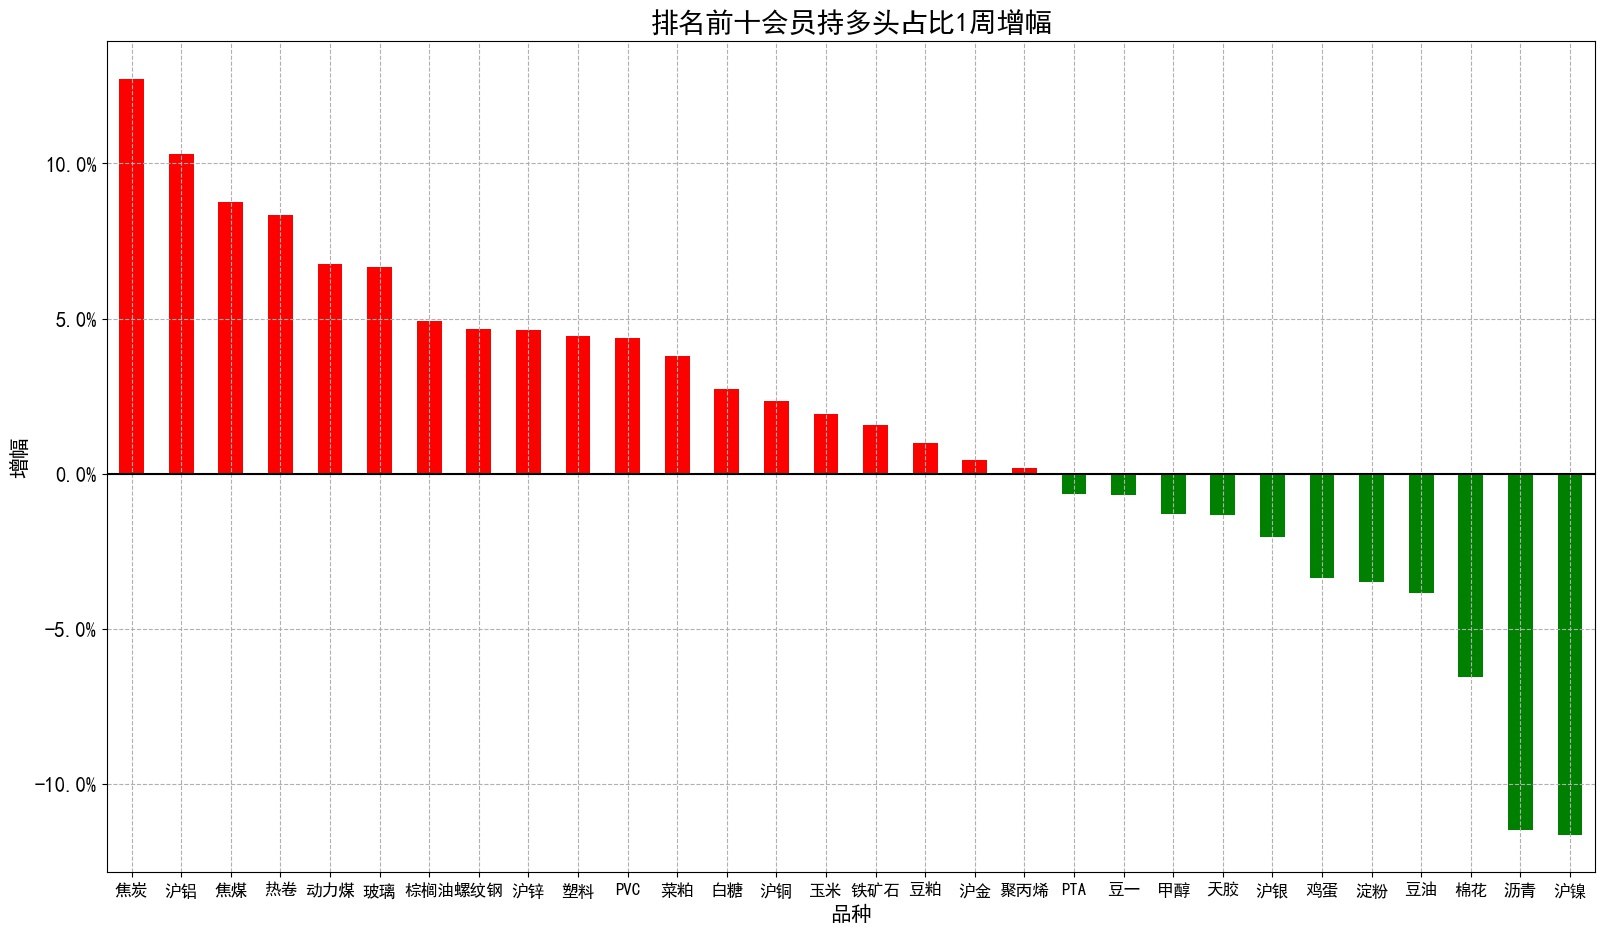 排名前十会员持多头占比1周增幅
10.0%
5.0%
0.0%
−5.0%
−10.0%
增幅
焦炭 沪铝 焦煤 热卷 动力煤 玻璃 棕榈油 螺纹钢 沪锌 塑料 PVC 菜粕 白糖 沪铜 玉米 铁矿石 豆粕 沪金 聚丙烯 PTA 豆一 甲醇 天胶 沪银 鸡蛋 淀粉 豆油 棉花 沥青 沪镍
品种